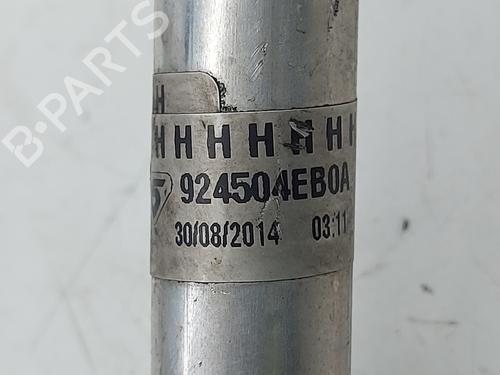 H
H H H H H H
924504EB0A
30/08/2014 03:11
B-PARTS